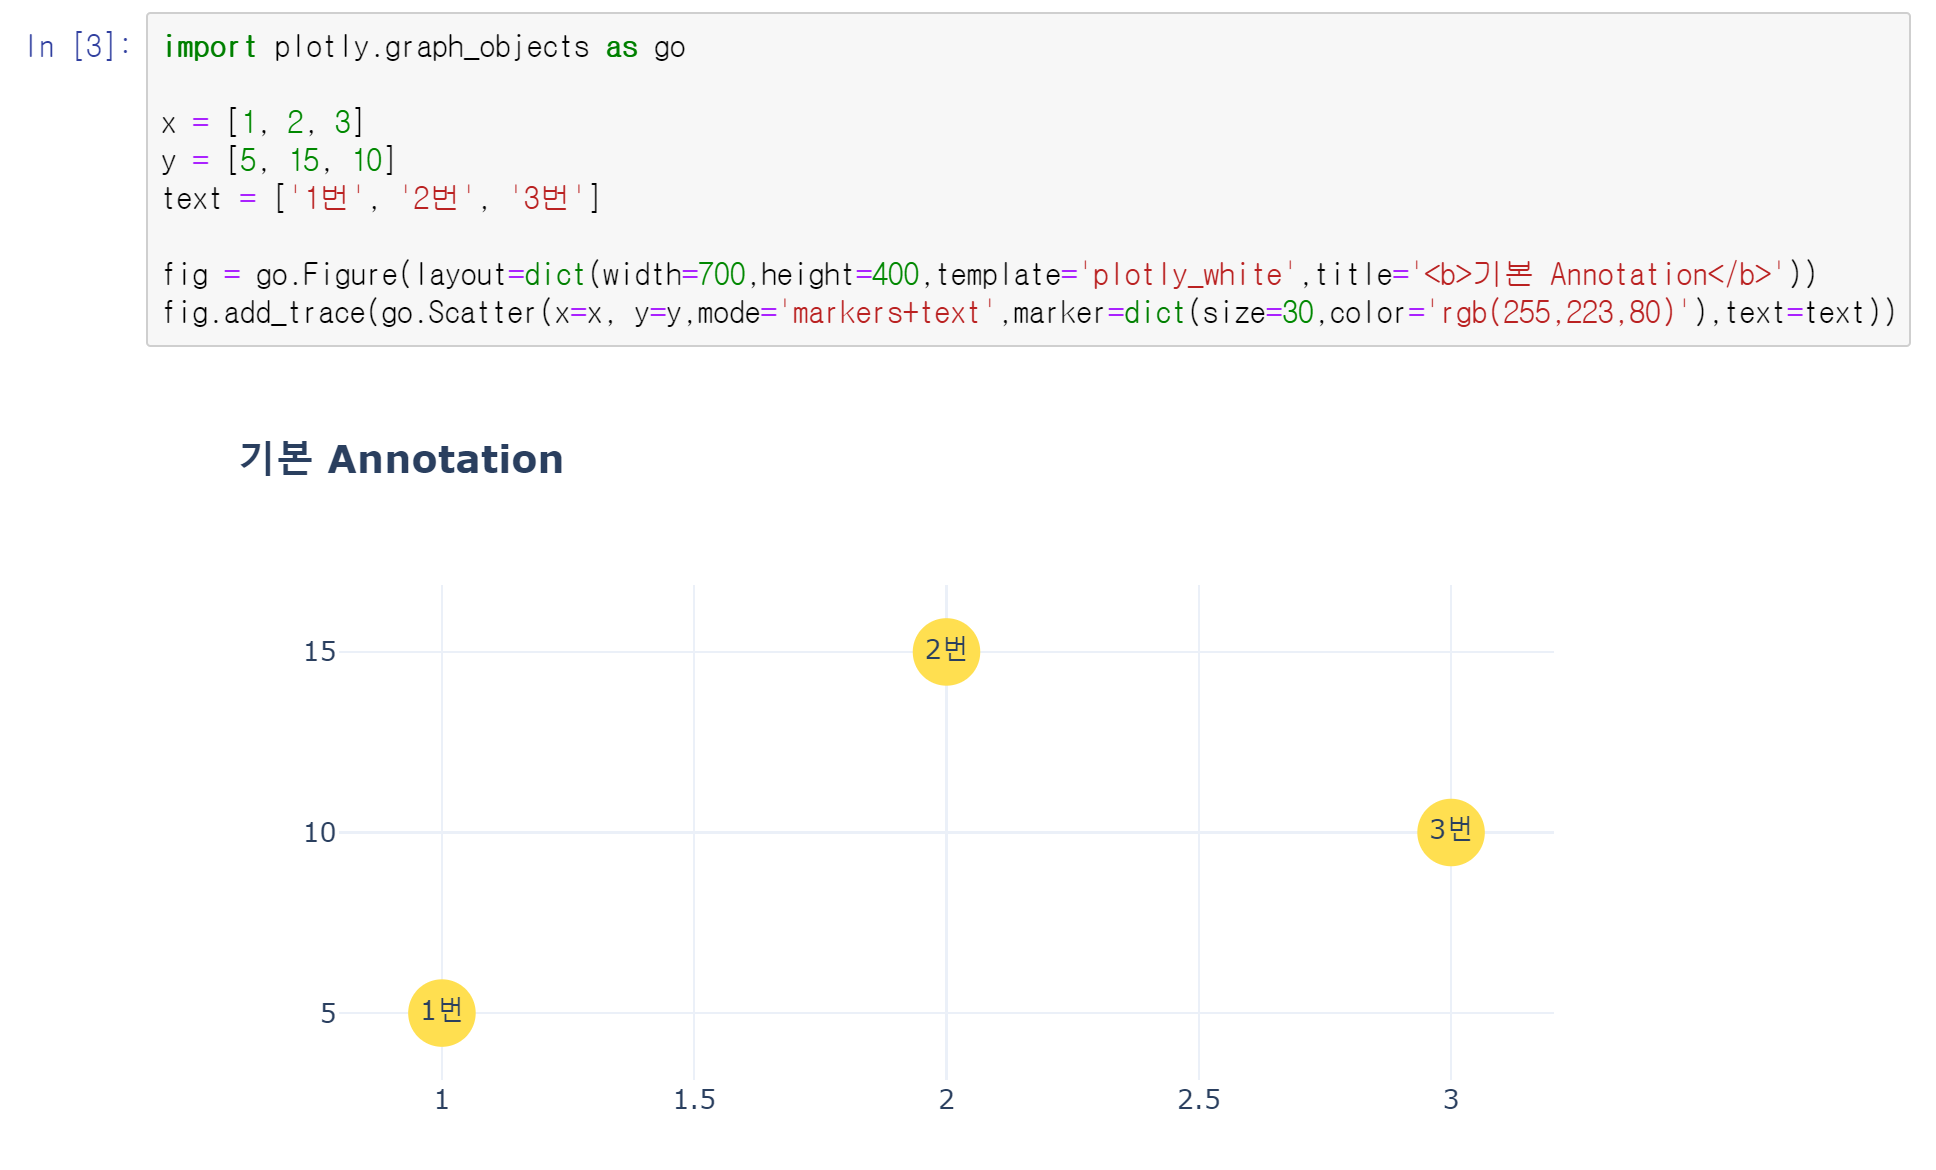 In [3]:
import plotly.graph_objects as go
x = [1, 2, 3]
y = [5, 15, 10]
text = ['1번', '2번', '3번']
fig = go.Figure(layout=dict(width=700,height=400,template='plotly_white',title='<b>기본 Annotation</b>'))
fig.add_trace(go.Scatter(x=x, y=y,mode='markers+text',marker=dict(size=30,color='rgb(255,223,80)'),text=text))
기본 Annotation
15
2번
10
3번
5
1번
1 1.5 2 2.5 3